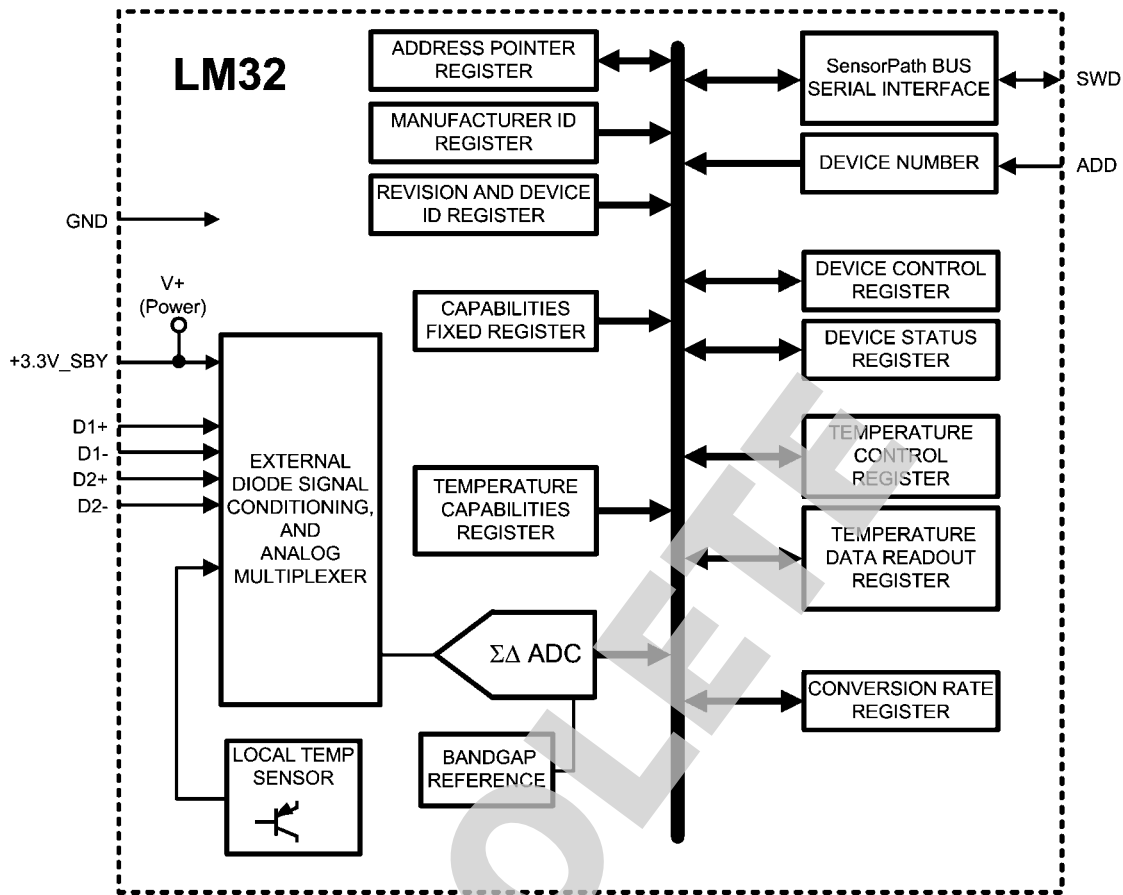 LM32
ADDRESS POINTER
REGISTER
MANUFACTURER ID
REGISTER
REVISION AND DEVICE
ID REGISTER
CAPABILITIES
FIXED REGISTER
TEMPERATURE
CAPABILITIES
REGISTER
SensorPath BUS
SERIAL INTERFACE
SWD
DEVICE NUMBER
ADD
DEVICE CONTROL
REGISTER
DEVICE STATUS
REGISTER
TEMPERATURE
CONTROL
REGISTER
TEMPERATURE
DATA READOUT
REGISTER
CONVERSION RATE
REGISTER
GND
V+
(Power)
+3.3V_SBY
D1+
D1-
D2+
D2-
EXTERNAL
DIODE SIGNAL
CONDITIONING,
AND
ANALOG
MULTIPLEXER
ΣΔ ADC
LOCAL TEMP
SENSOR
BANDGAP
REFERENCE
OLETE